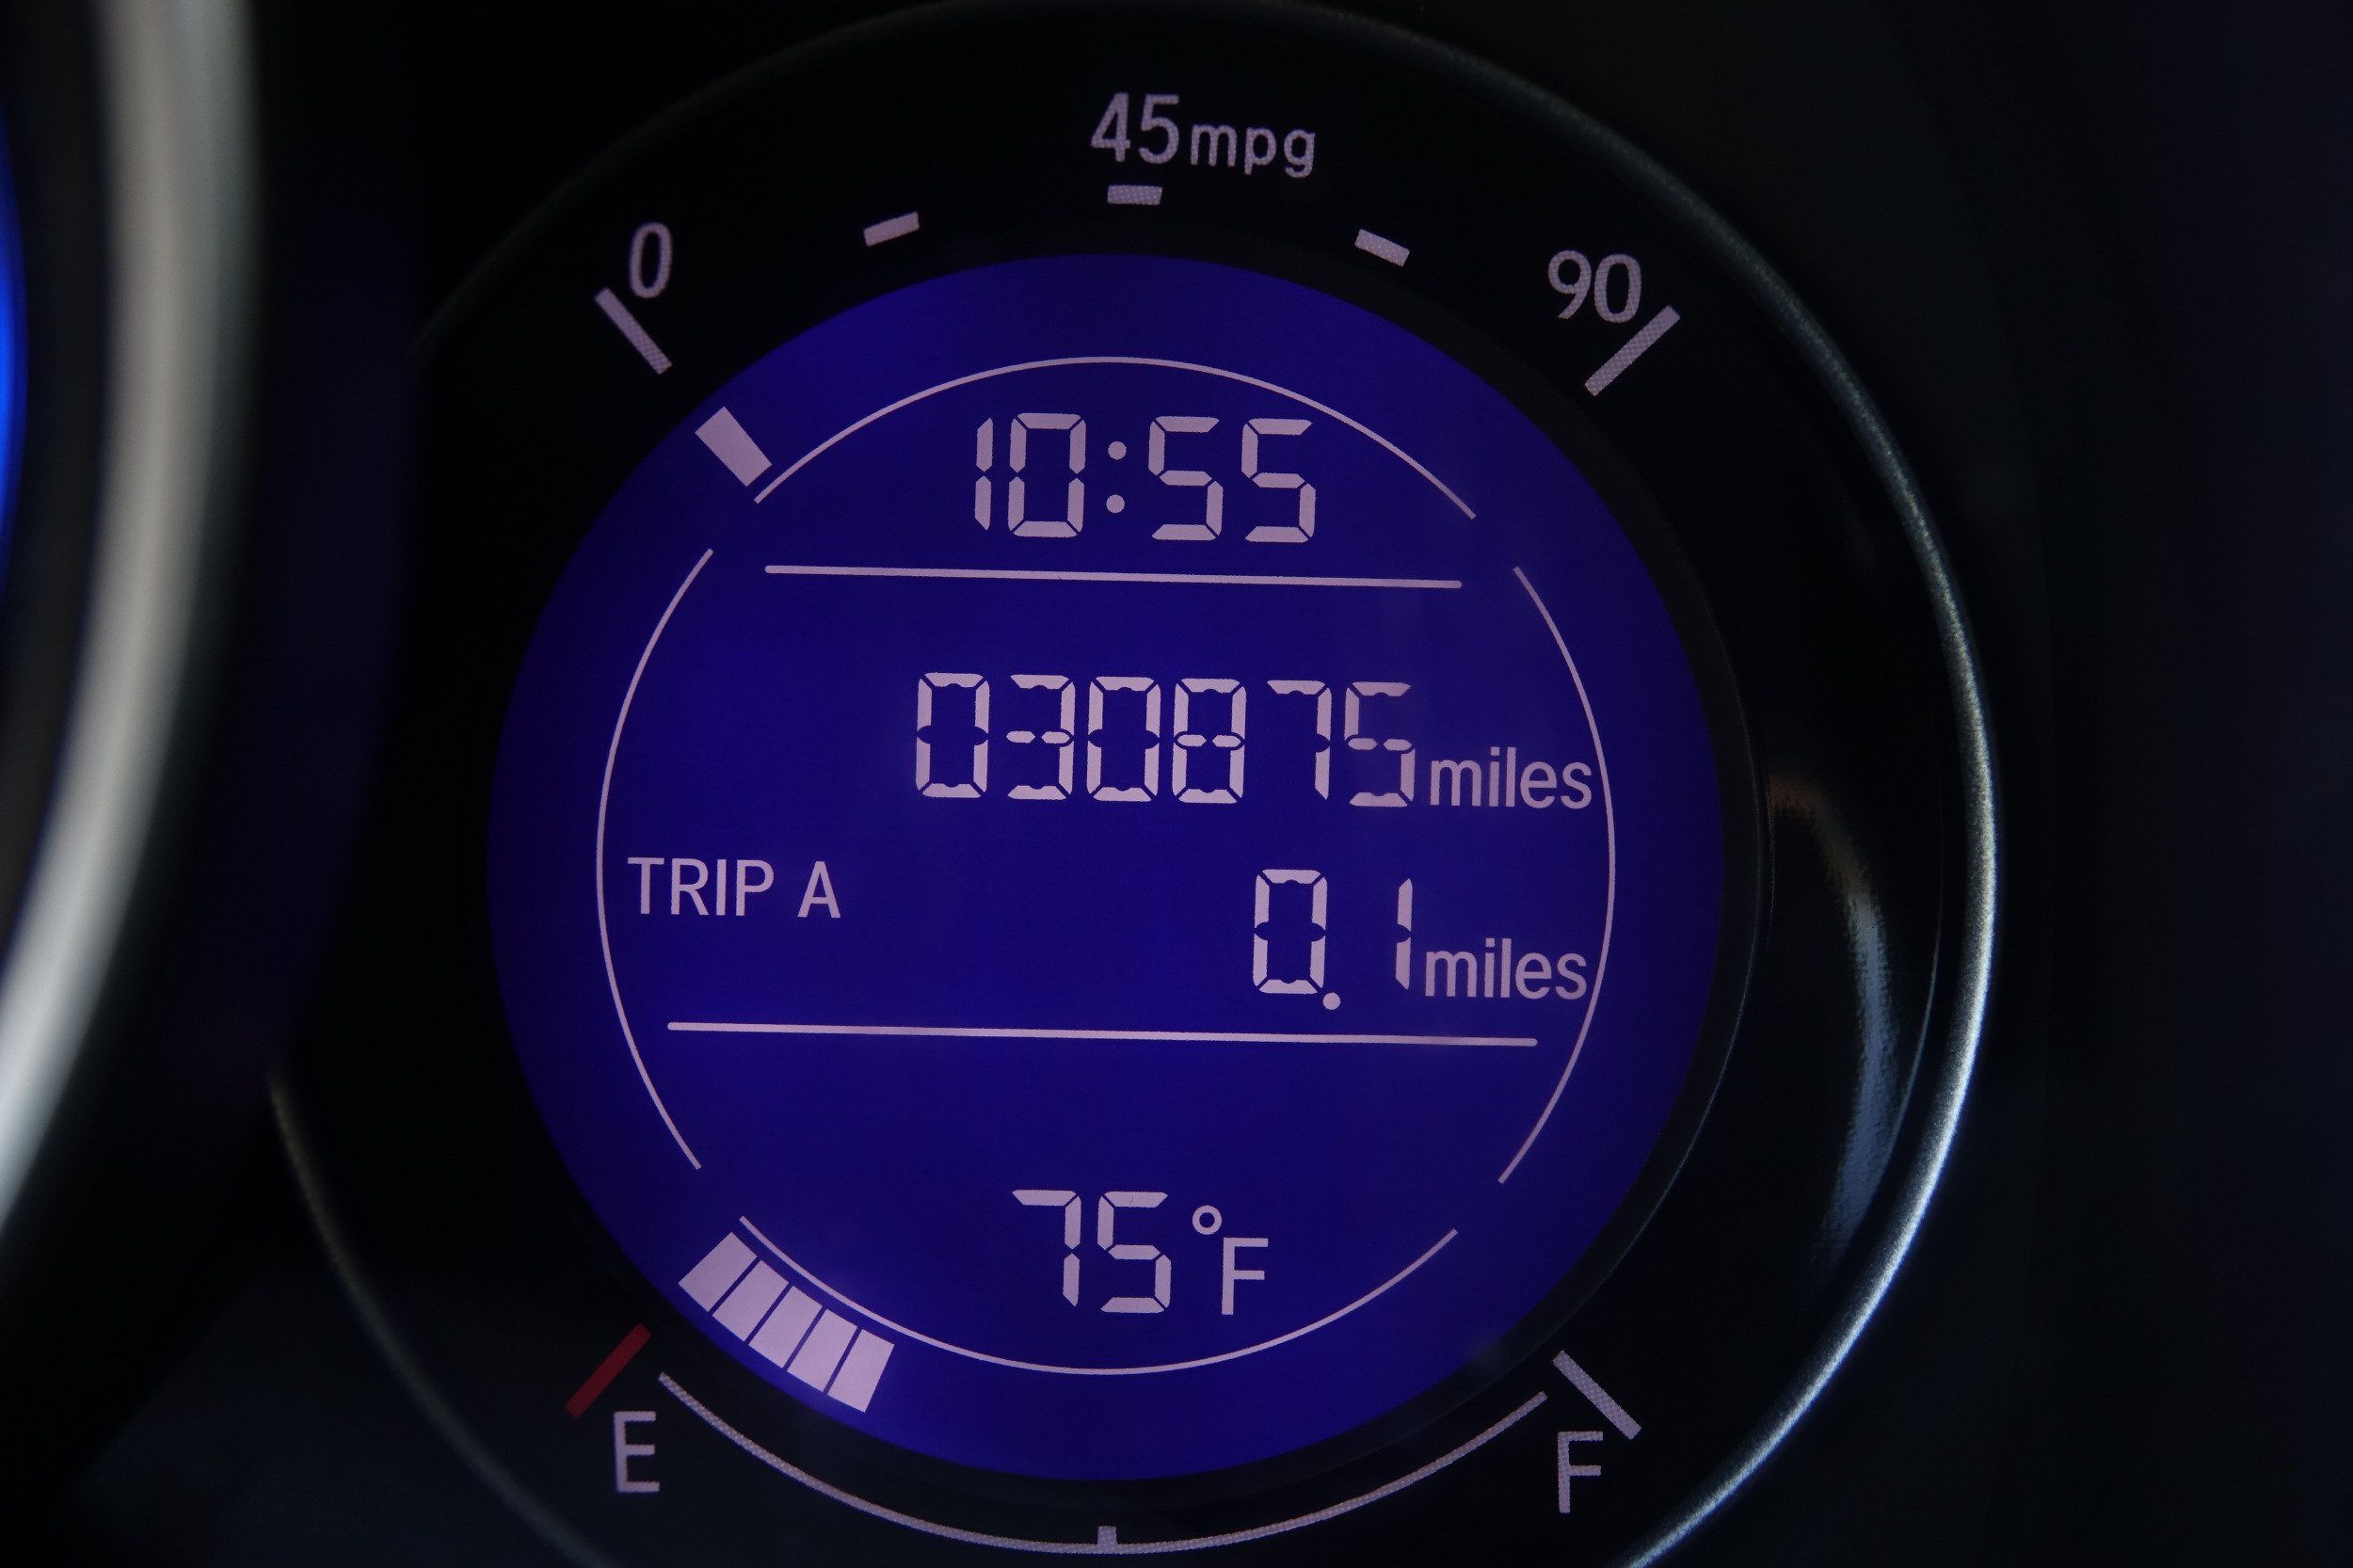 45mpg
0
90
10:55
030875miles
TRIP A
0.1miles
75°F
E
F